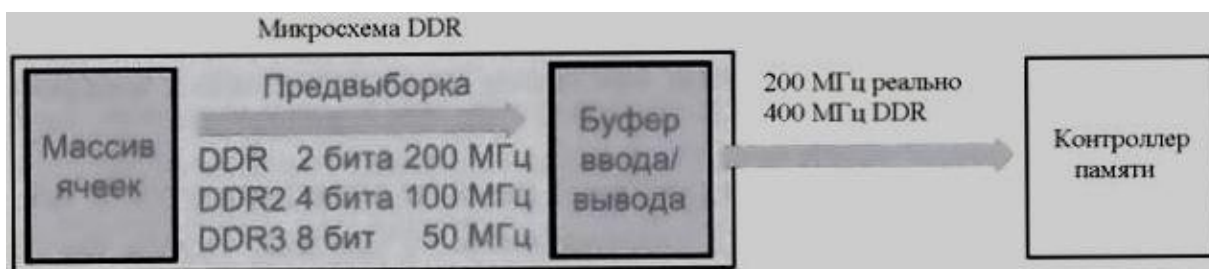 Микросхема DDR
Предвыборка
Массив
ячеек
DDR 2 бита 200 МГц
DDR2 4 бита 100 МГц
DDR3 8 бит 50 МГц
Буфер
ввода/
вывода
200 МГц реально
400 МГц DDR
Контроллер
памяти